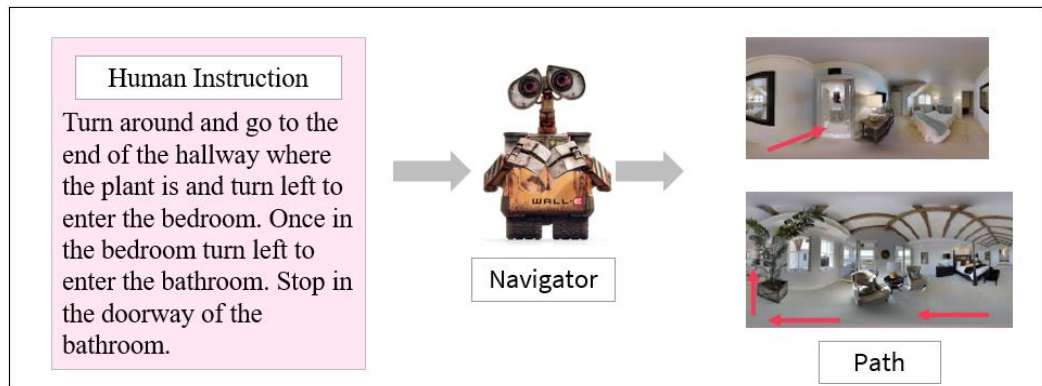 Human Instruction
Turn around and go to the
end of the hallway where
the plant is and turn left to
enter the bedroom. Once in
the bedroom turn left to
enter the bathroom. Stop in
the doorway of the
bathroom.
WALL·E
Navigator
Path